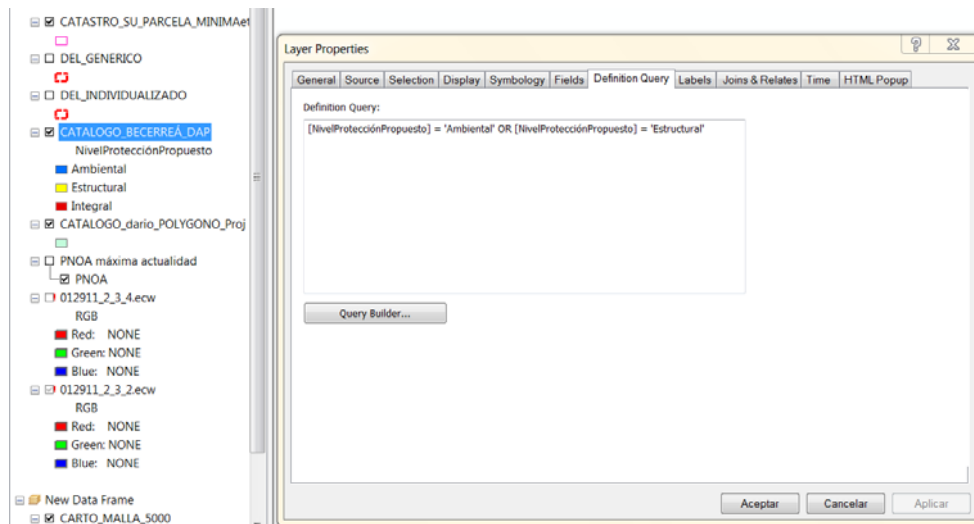 CATASTRO_SU_PARCELA_MINIMAet
DEL_GENERICO
DEL_INDIVIDUALIZADO
CATALOGO_BECERREÁ_DAP
NivelProtecciónPropuesto
Ambiental
Estructural
Integral
CATALOGO_dario_POLYGONO_Proj
PNOA máxima actualidad
PNOA
012911_2_3_4.ecw
RGB
Red: NONE
Green: NONE
Blue: NONE
012911_2_3_2.ecw
RGB
Red: NONE
Green: NONE
Blue: NONE
New Data Frame
CARTO_MALLA_5000
Layer Properties
General Source Selection Display Symbology Fields Definition Query Labels Joins & Relates Time HTML Popup
Definition Query:
[NivelProtecciónPropuesto] = 'Ambiental' OR [NivelProtecciónPropuesto] = 'Estructural'
Query Builder...
Aceptar Cancelar Aplicar